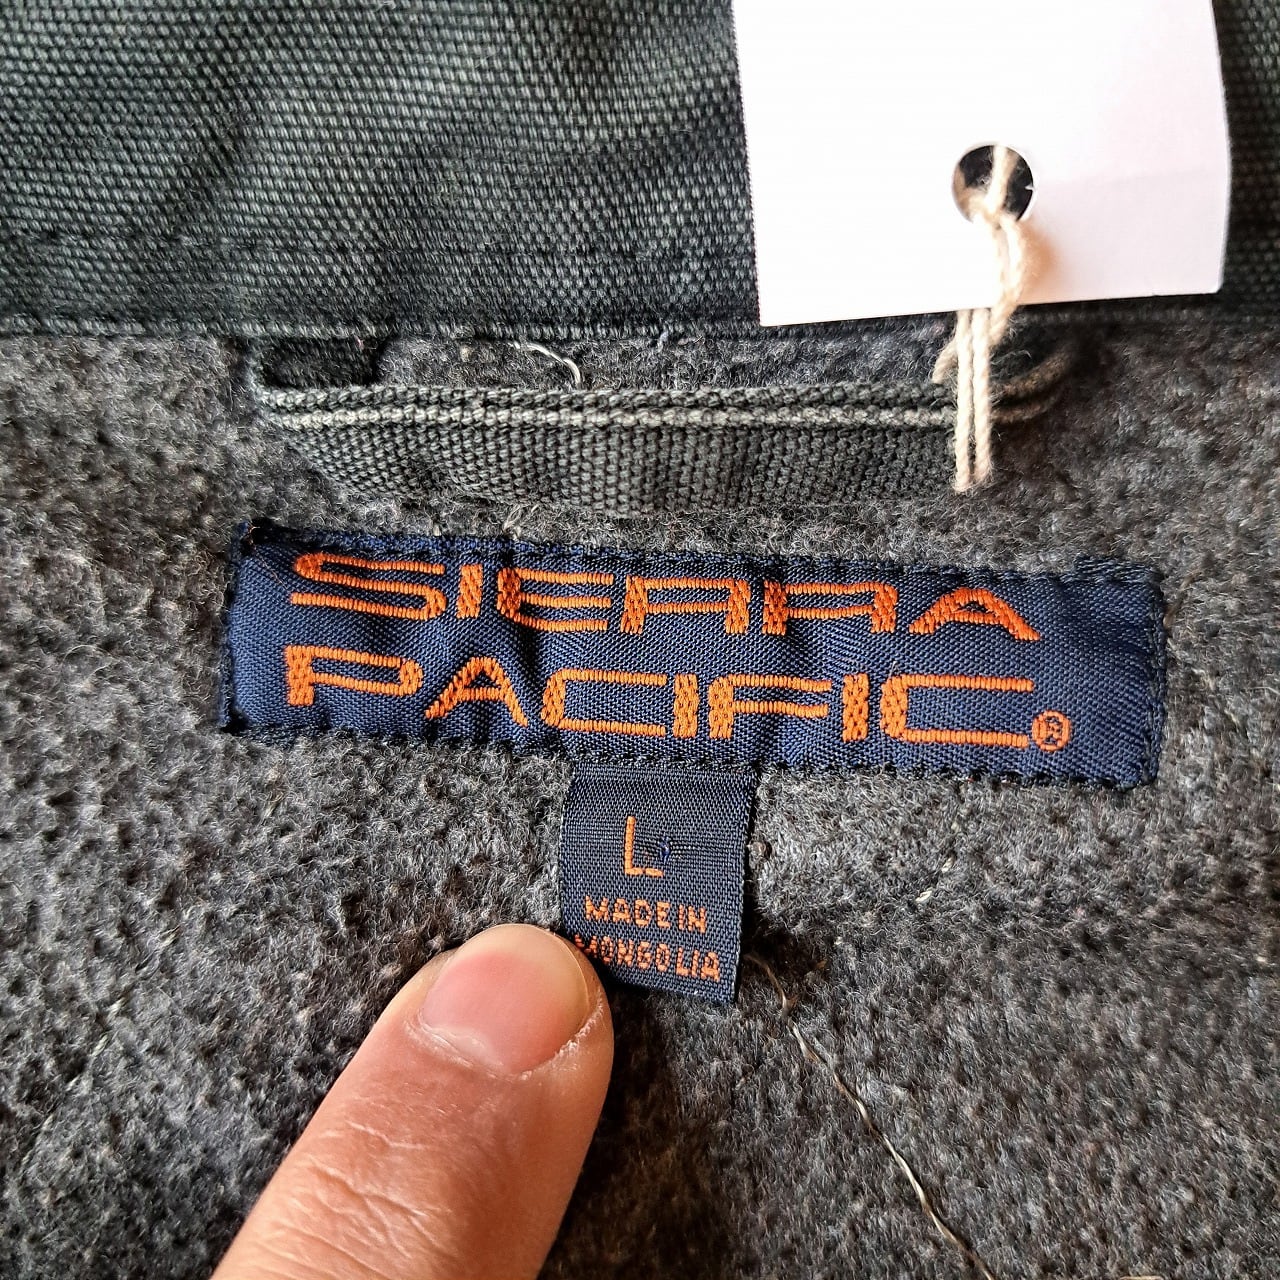 SIERRA
PACIFIC®
L
MADE IN
MONGOLIA